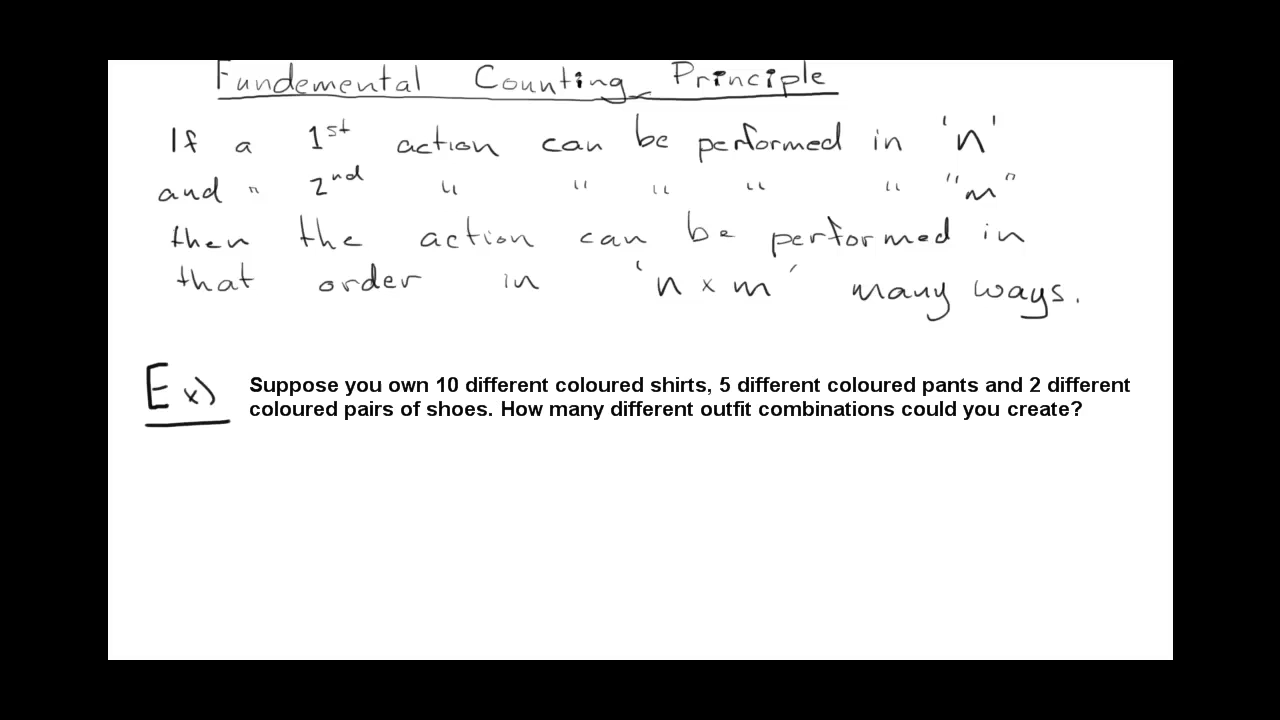 Fundemental Counting Principle
If a 1st action can be performed in 'n'
and " 2nd " " " " " "m"
then the action can be performed in
that order in 'n x m' many ways.
Ex) Suppose you own 10 different coloured shirts, 5 different coloured pants and 2 different
coloured pairs of shoes. How many different outfit combinations could you create?